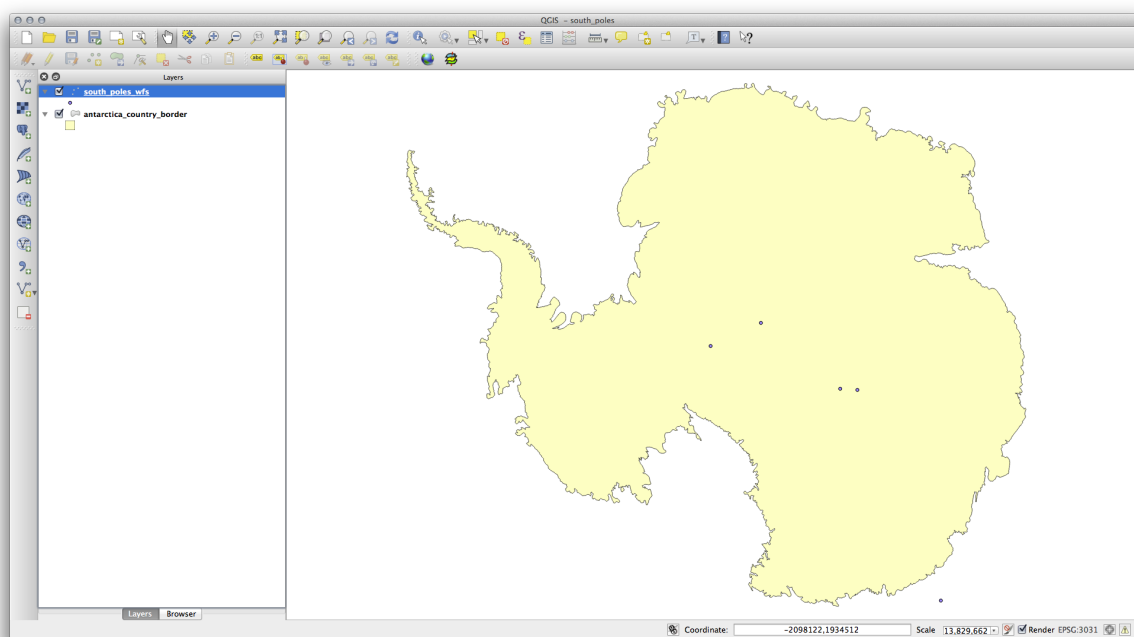 QGIS – south_poles
Layers
south_poles_wfs
antarctica_country_border
Layers
Browser
Coordinate:
-2098122,1934512
Scale
13,829,662
Render
EPSG:3031